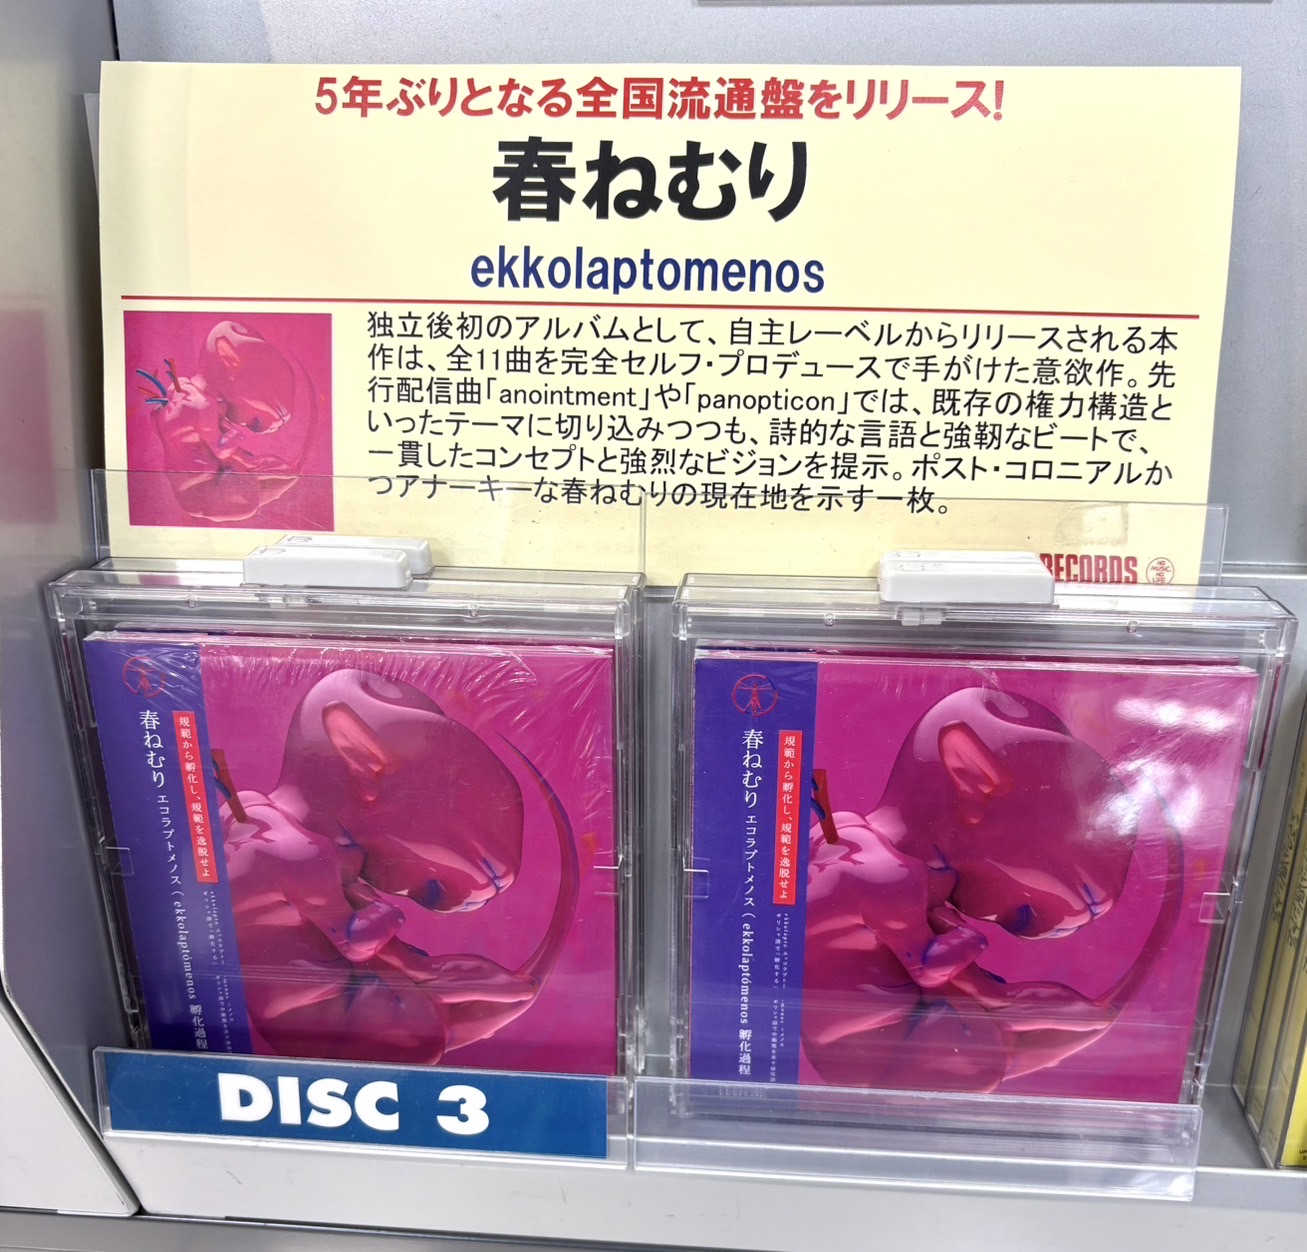 5年ぶりとなる全国流通盤をリリース!
春ねむり
ekkolaptomenos
独立後初のアルバムとして、自主レーベルからリリースされる本
作は、全11曲を完全セルフ・プロデュースで手がけた意欲作。先
行配信曲「anointment」や「panopticon」では、既存の権力構造と
いったテーマに切り込みつつも、詩的な言語と強靭なビートで、
一貫したコンセプトと強烈なビジョンを提示。ポスト・コロニアルか
つアナーキーな春ねむりの現在地を示す一枚。
RECORDS
NO MUSIC, NO LIFE
規範から孵化し、規範を逸脱せよ
春ねむり エコラプトメノス (ekkolaptómenos 孵化過程
規範から孵化し、規範を逸脱せよ
春ねむり エコラプトメノス (ekkolaptómenos 孵化過程
DISC 3